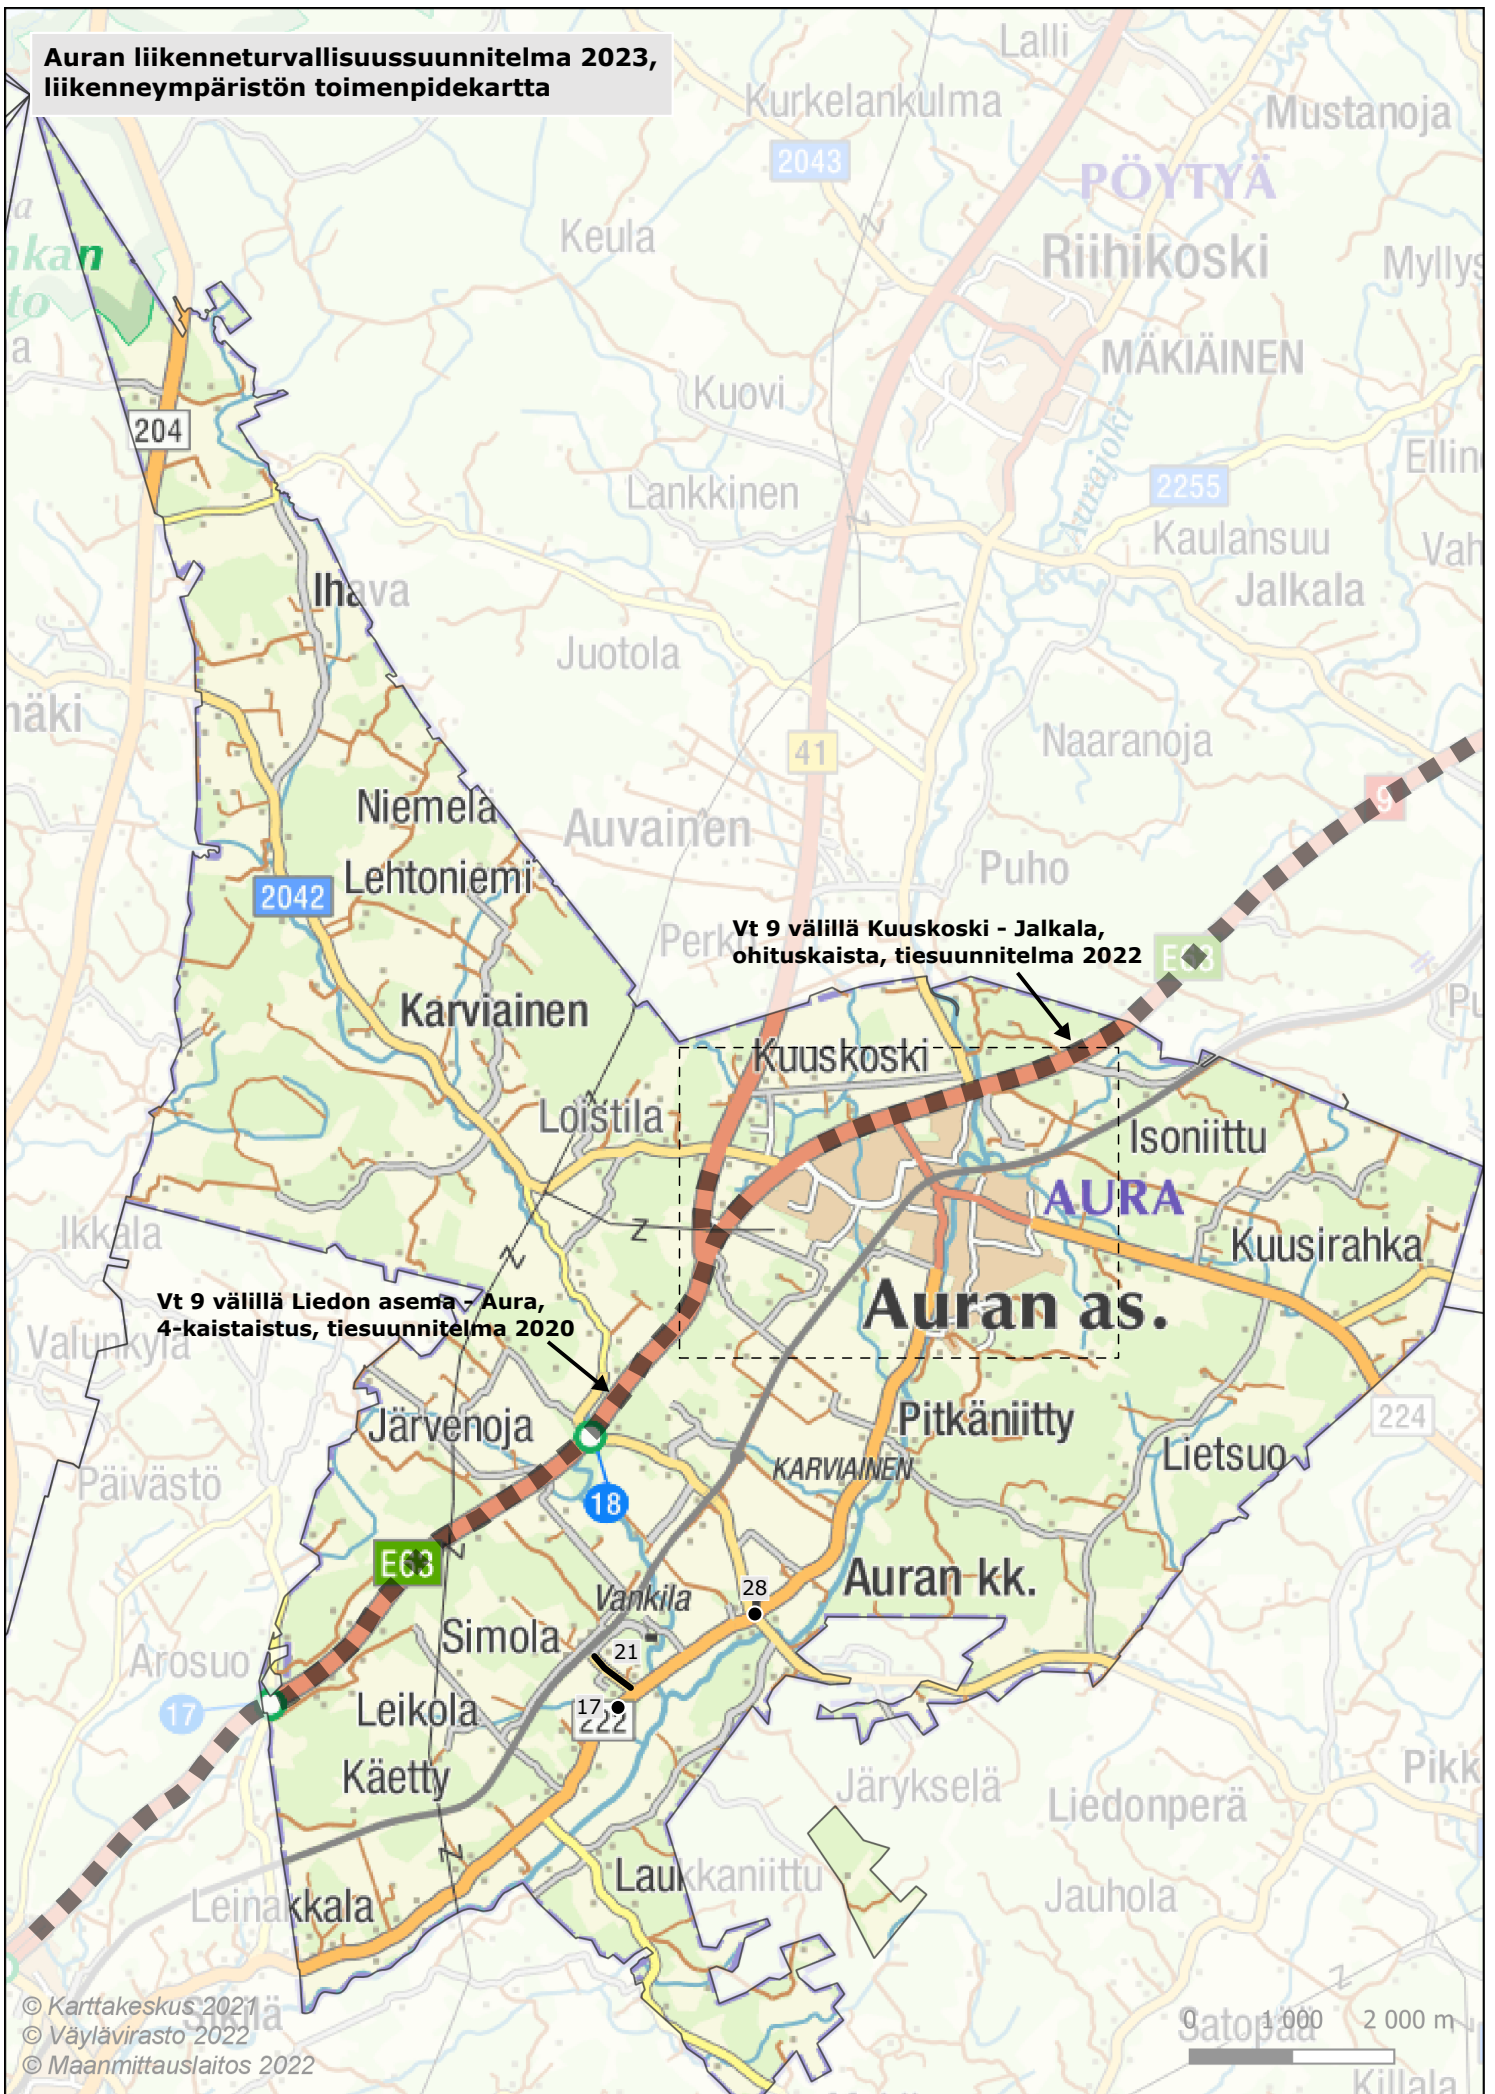 Auran liikenneturvallisuussuunnitelma 2023,
liikenneympäristön toimenpidekartta
Lalli
Kurkelankulma
Mustanoja
2043
PÖYTYÄ
Keula
Riihikoski
MÄKIÄINEN
Kuovi
204
Aurajoki
Lankkinen
2255
Kaulansuu
Ihava
Jalkala
Juotola
41
Naaranoja
9
Niemelä
Auvainen
Puho
Lehtoniemi
2042
Vt 9 välillä Kuuskoski - Jalkala,
ohituskaista, tiesuunnitelma 2022
E63
Karviainen
Kuuskoski
Loistila
Isoniittu
AURA
Ikkala
Kuusirahka
Vt 9 välillä Liedon asema - Aura,
4-kaistaistus, tiesuunnitelma 2020
Auran as.
Valunkylä
Järvenoja
Pitkäniitty
224
Lietsuo
Päivästö
KARVIAINEN
18
E63
Auran kk.
28
Vankila
Simola
21
Arosuo
17
Leikola
17
222
Käetty
Järykselä
Liedonperä
Laukkaniittu
Leinakkala
Jauhola
© Karttakeskus 2021
© Väylävirasto 2022
© Maanmittauslaitos 2022
Satopää
0 1 000 2 000 m
Killala